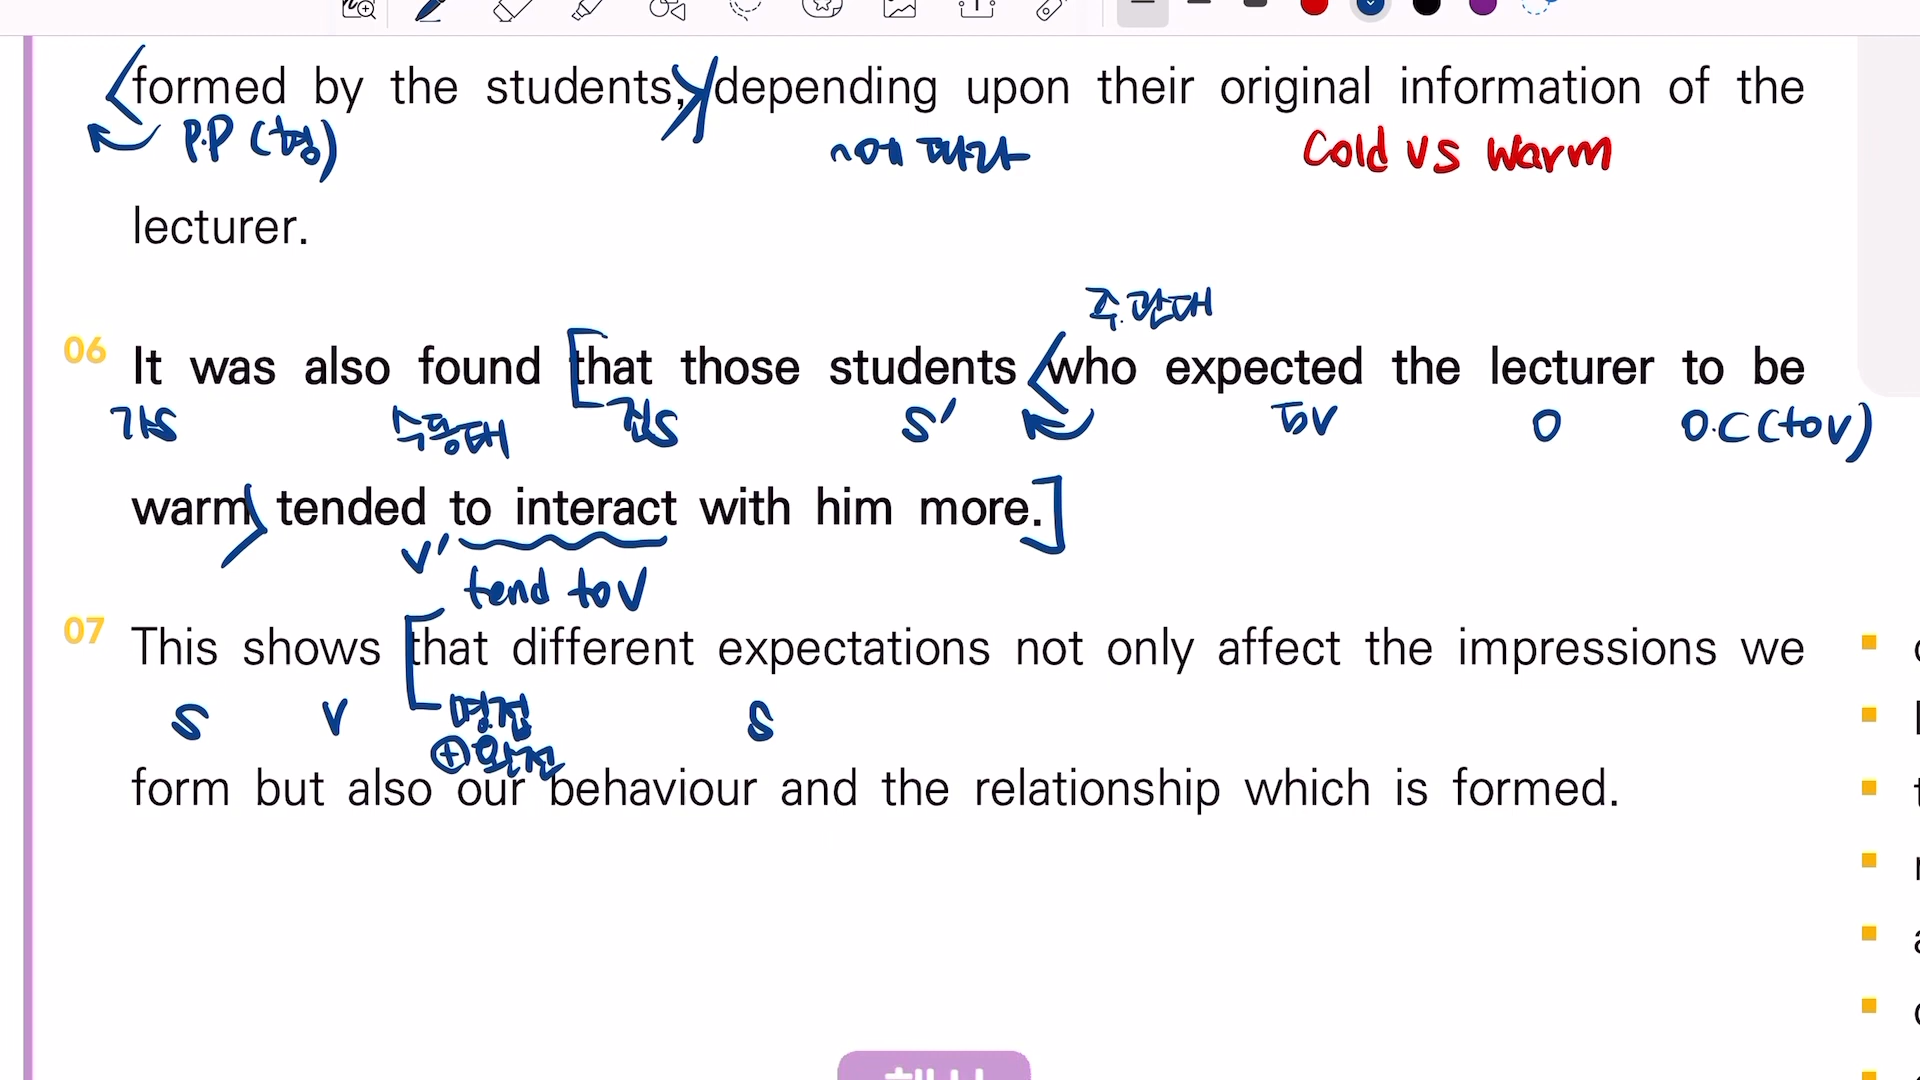 formed by the students, depending upon their original information of the
P.P (형) ~에 따라 Cold vs Warm
lecturer.
주.관대
06 It was also found that those students who expected the lecturer to be
가S 수동태 진S S' 5V O O.C (to V)
warm tended to interact with him more.
V'
tend to V
07 This shows that different expectations not only affect the impressions we
S V 명.접 S
+ 완전
form but also our behaviour and the relationship which is formed.